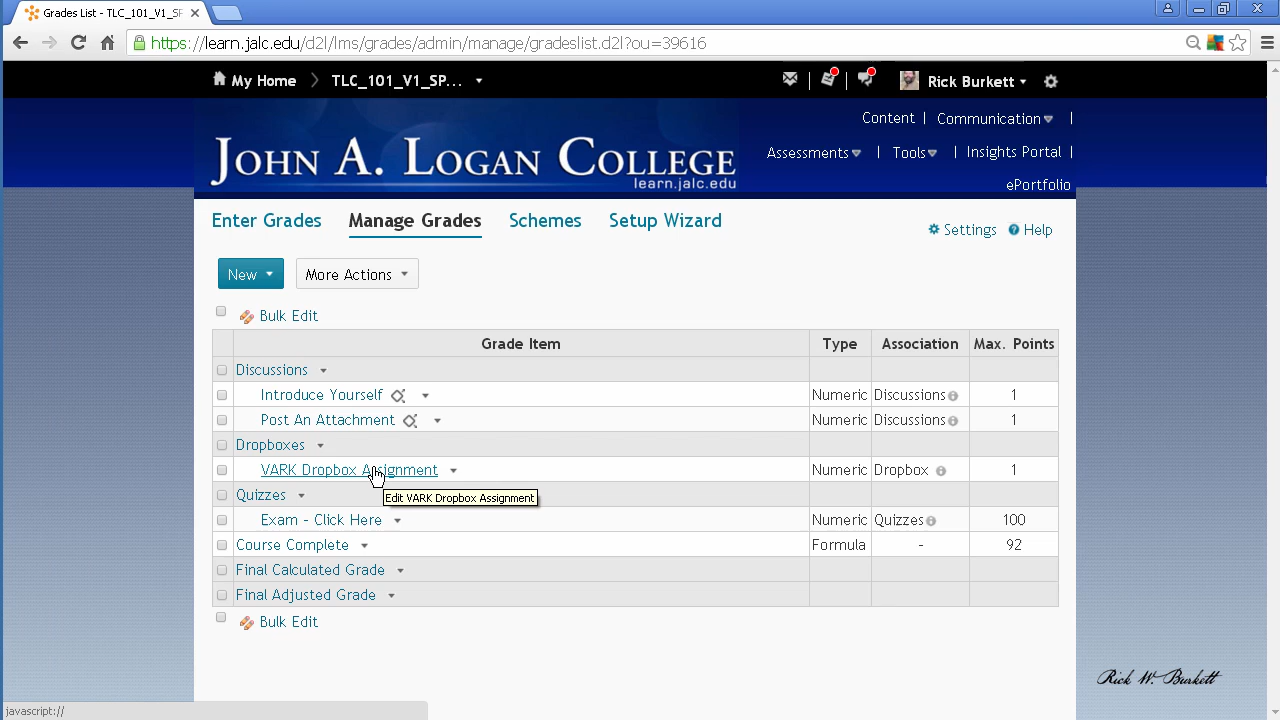 Grades List - TLC_101_V1_SP
https://learn.jalc.edu/d2l/lms/grades/admin/manage/gradeslist.d2l?ou=39616
My Home TLC_101_V1_SP... Rick Burkett
Content | Communication |
JOHN A. LOGAN COLLEGE
learn.jalc.edu
Assessments | Tools | Insights Portal |
ePortfolio
Enter Grades Manage Grades Schemes Setup Wizard
Settings Help
New More Actions
Bulk Edit
Grade Item Type Association Max. Points
Discussions
Introduce Yourself Numeric Discussions 1
Post An Attachment Numeric Discussions 1
Dropboxes
VARK Dropbox Assignment Numeric Dropbox 1
Edit VARK Dropbox Assignment
Quizzes
Exam - Click Here Numeric Quizzes 100
Course Complete Formula - 92
Final Calculated Grade
Final Adjusted Grade
Bulk Edit
Rick W. Burkett
javascript://